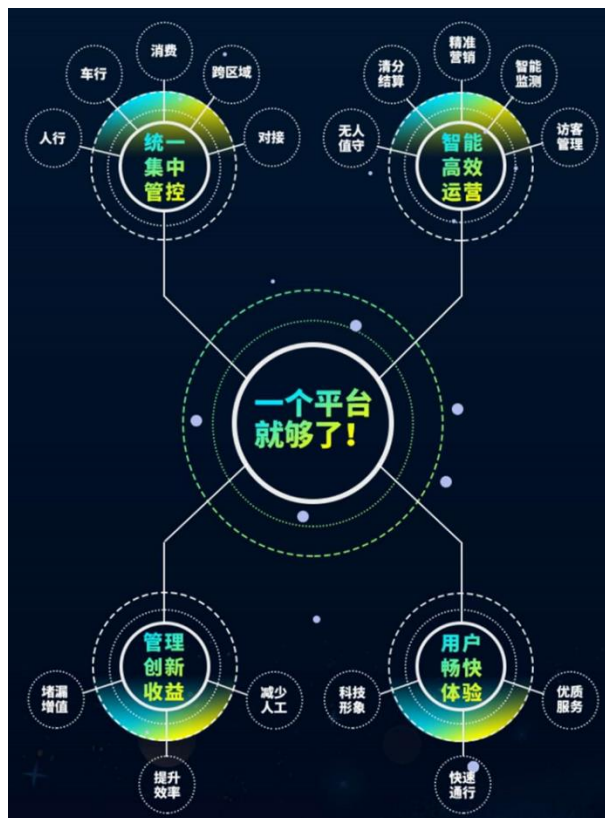 消费
车行
跨区域
人行
对接
统一
集中
管控
精准
营销
清分
结算
智能
监测
无人
值守
访客
管理
智能
高效
运营
一个平台
就够了！
管理
创新
收益
堵漏
增值
减少
人工
提升
效率
用户
畅快
体验
科技
形象
优质
服务
快速
通行